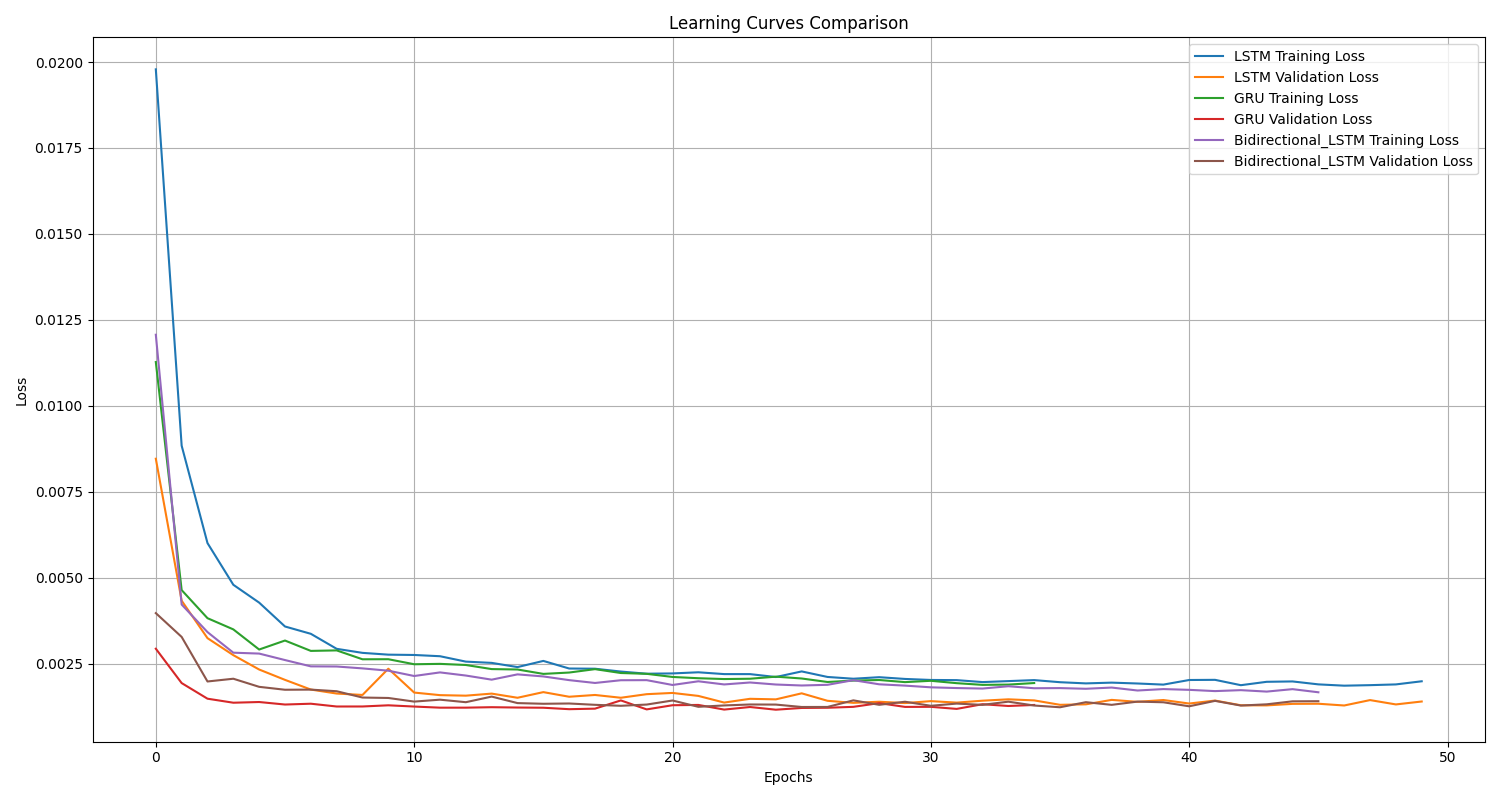 Learning Curves Comparison
LSTM Training Loss
LSTM Validation Loss
GRU Training Loss
GRU Validation Loss
Bidirectional_LSTM Training Loss
Bidirectional_LSTM Validation Loss
0.0200
0.0175
0.0150
0.0125
0.0100
0.0075
0.0050
0.0025
Loss
0 10 20 30 40 50
Epochs